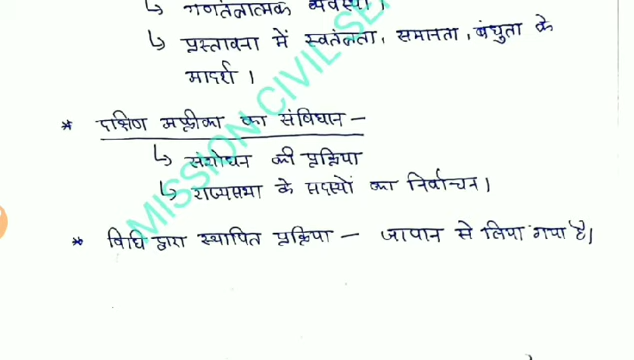 ↳ गणतंत्रात्मक व्यवस्था।
↳ प्रस्तावना में स्वतंत्रता, समानता, बंधुता के
आदर्श।
* दक्षिण अफ्रीका का संविधान -
↳ संशोधन की प्रक्रिया
↳ राज्यसभा के सदस्यों का निर्वाचन।
* विधि द्वारा स्थापित प्रक्रिया - जापान से लिया गया है।
MISSION CIVIL SE